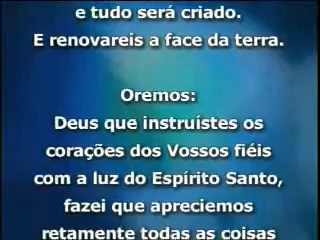 e tudo será criado.
E renovareis a face da terra.
Oremos:
Deus que instruístes os
corações dos Vossos fiéis
com a luz do Espírito Santo,
fazei que apreciemos
retamente todas as coisas